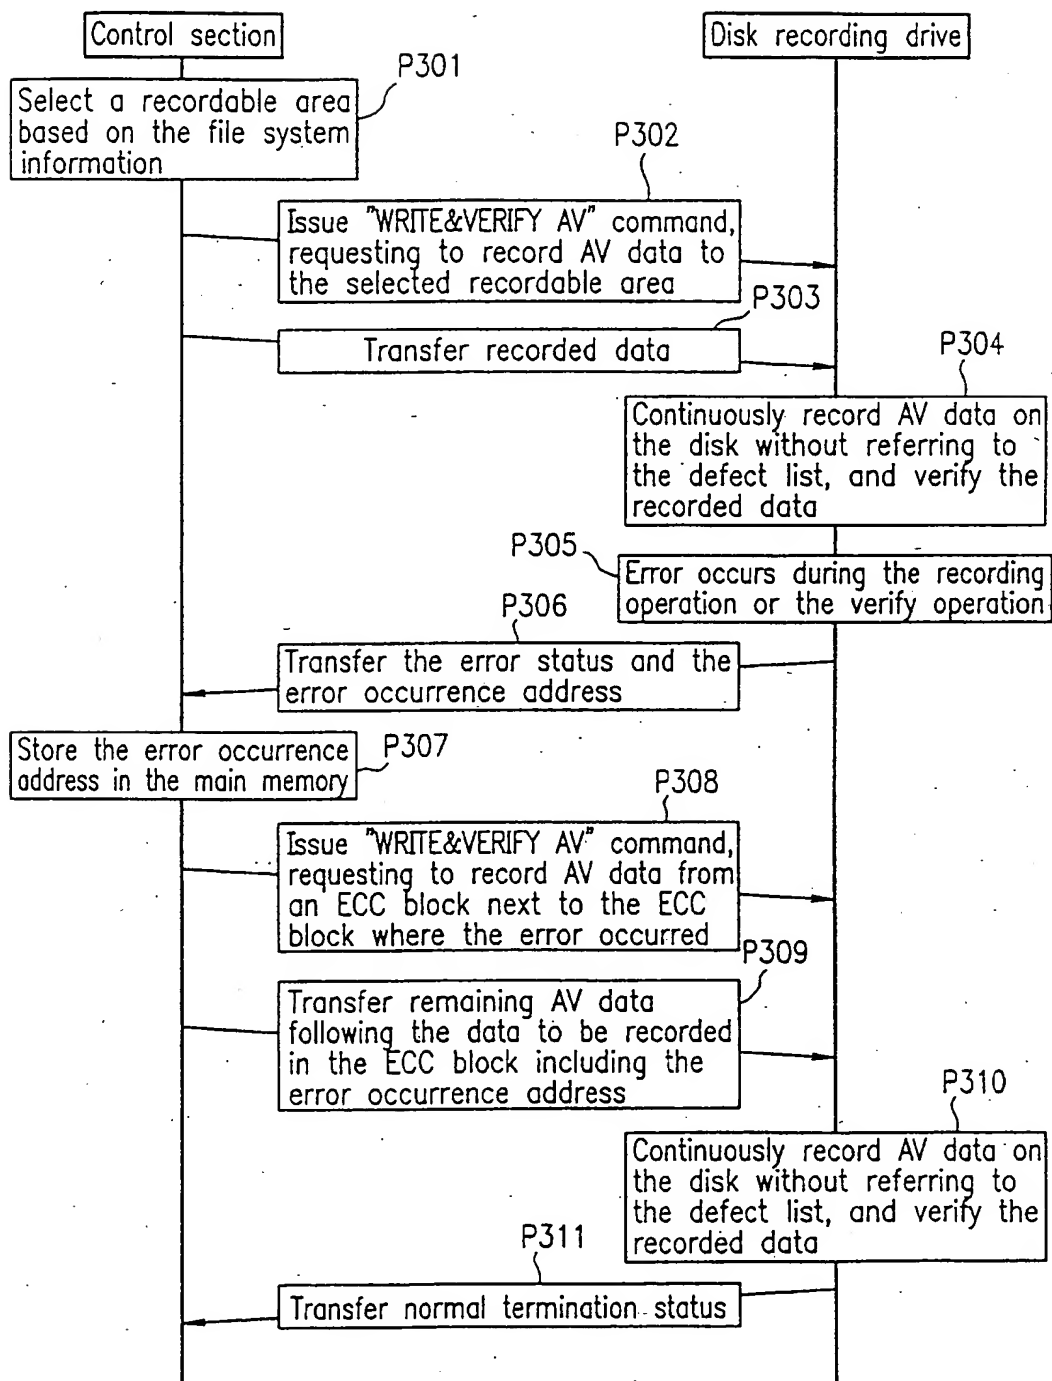 Control section
Disk recording drive
P301
Select a recordable area
based on the file system
information
P302
Issue "WRITE&VERIFY AV" command,
requesting to record AV data to
the selected recordable area
P303
Transfer recorded data
P304
Continuously record AV data on
the disk without referring to
the defect list, and verify the
recorded data
P305
Error occurs during the recording
operation or the verify operation
P306
Transfer the error status and the
error occurrence address
P307
Store the error occurrence
address in the main memory
P308
Issue "WRITE&VERIFY AV" command,
requesting to record AV data from
an ECC block next to the ECC
block where the error occurred
P309
Transfer remaining AV data
following the data to be recorded
in the ECC block including the
error occurrence address
P310
Continuously record AV data on
the disk without referring to
the defect list, and verify the
recorded data
P311
Transfer normal termination status